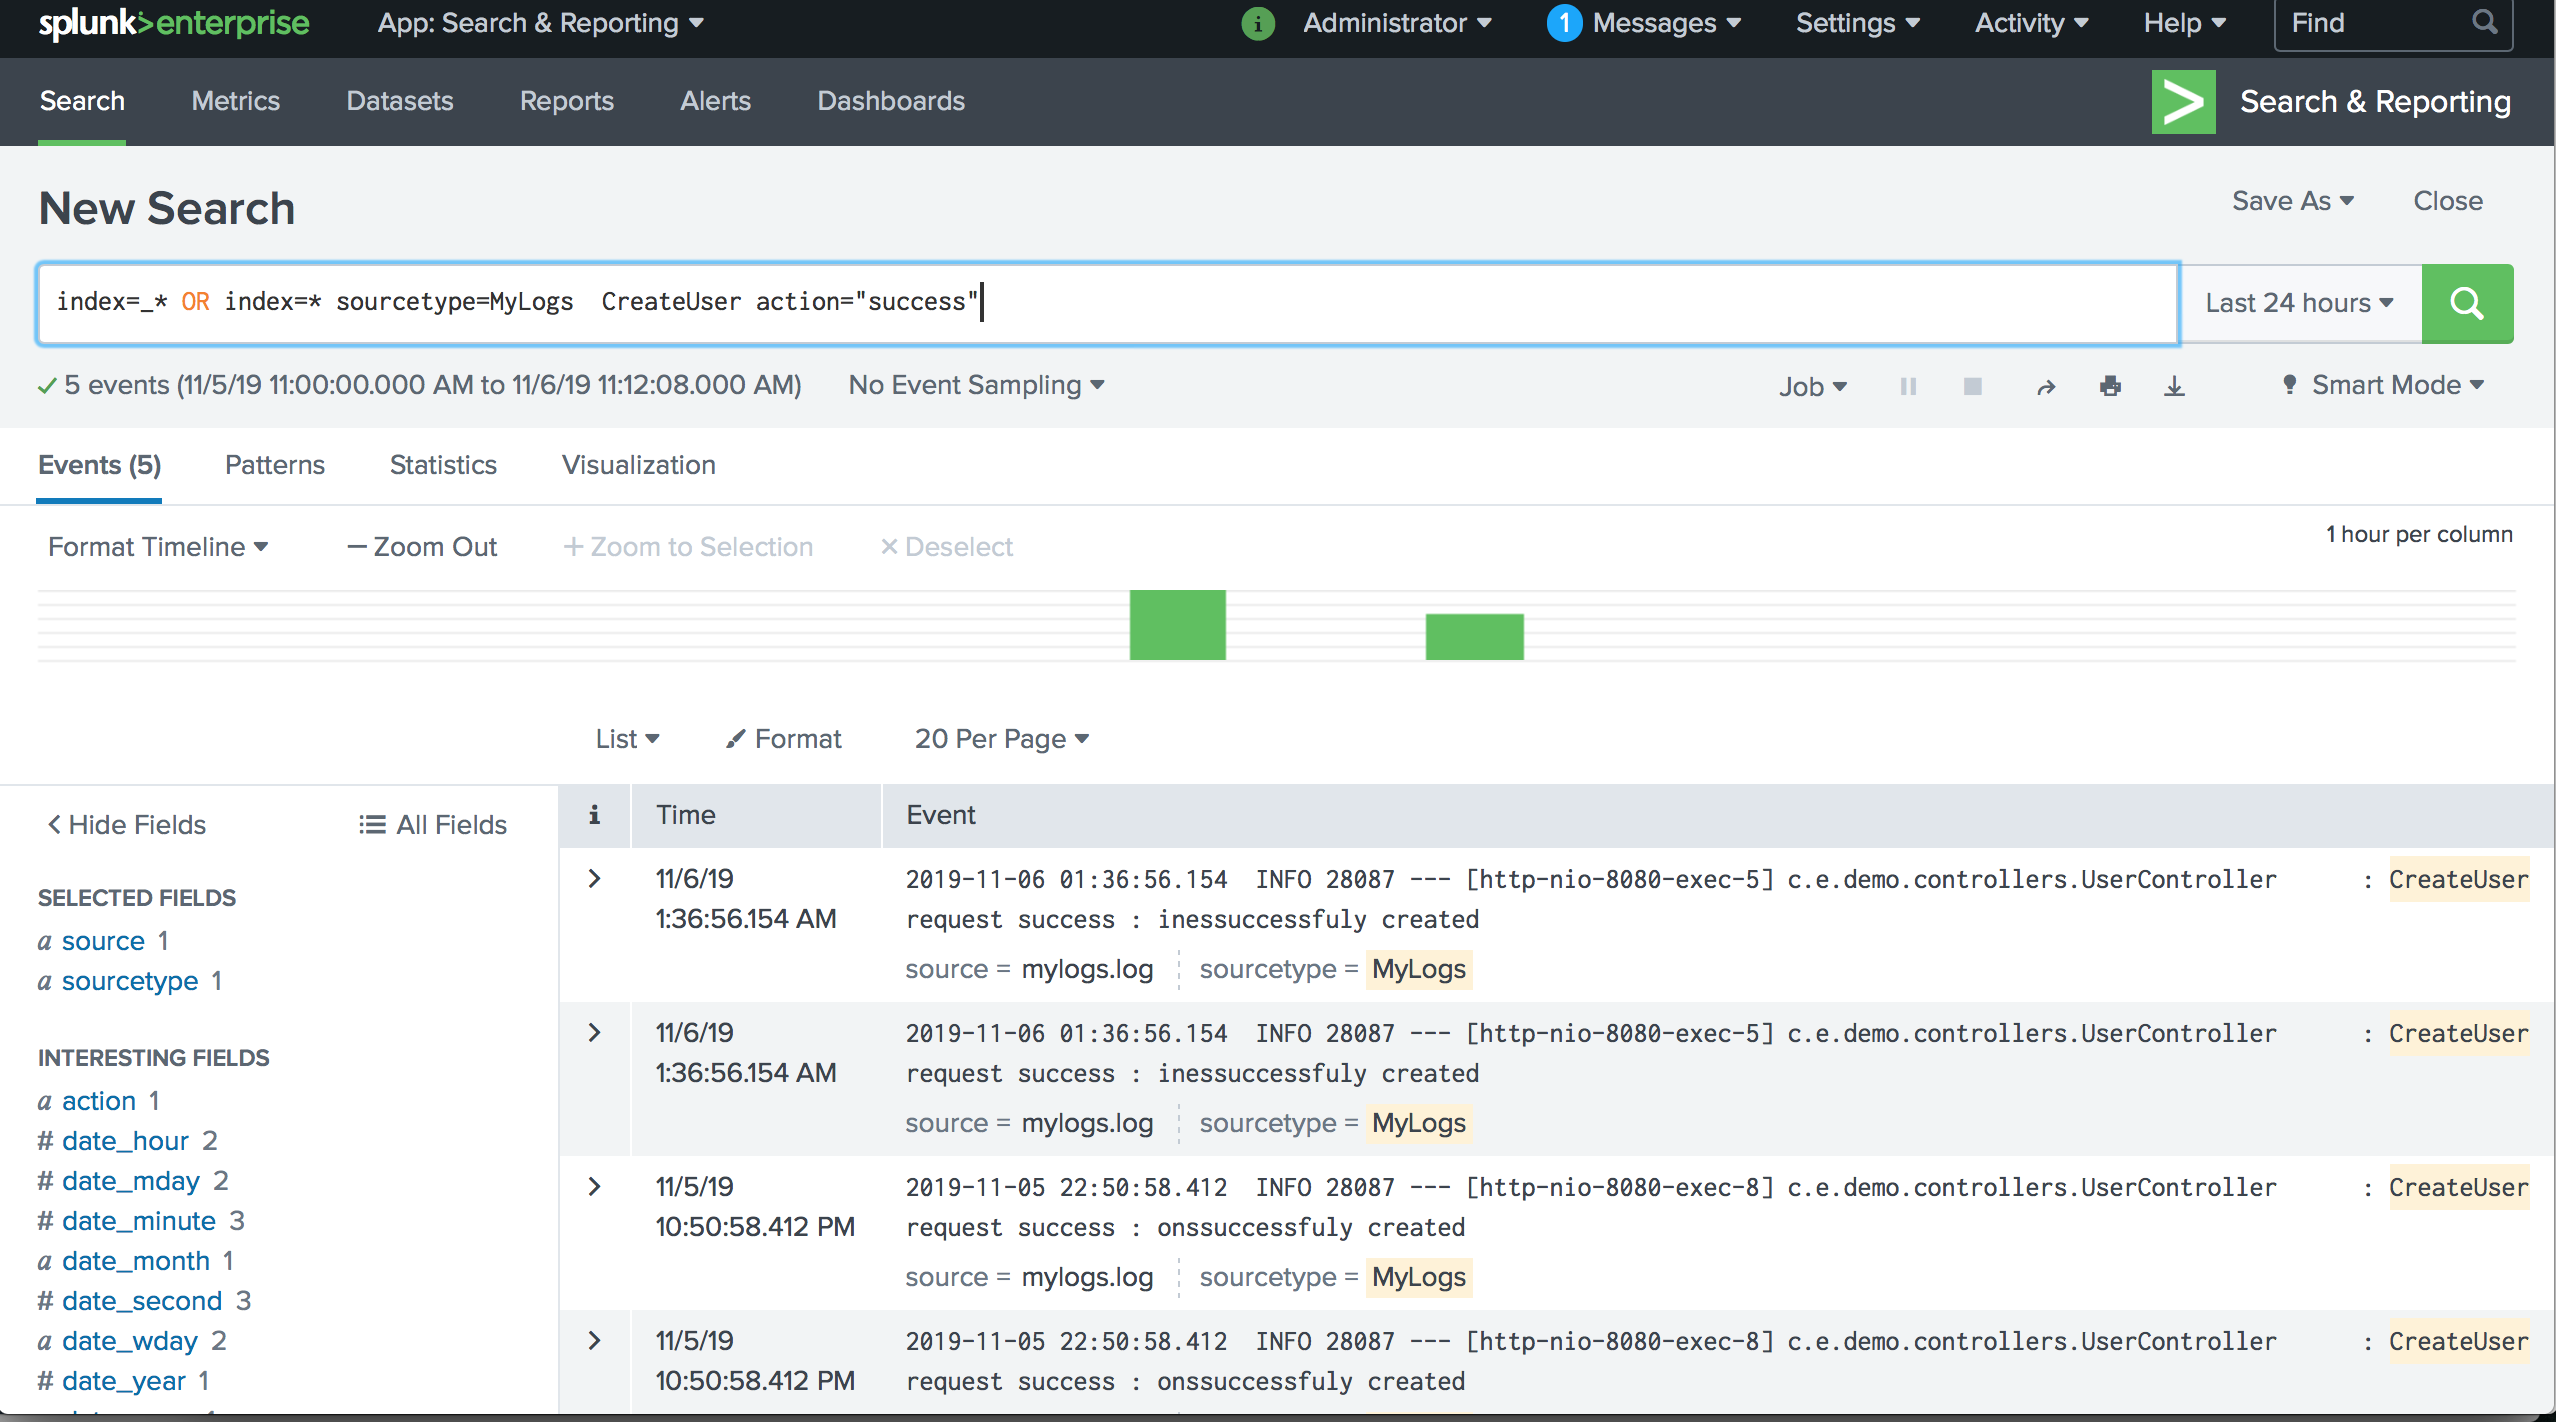 splunk>enterprise App: Search & Reporting i Administrator 1 Messages Settings Activity Help Find
Search Metrics Datasets Reports Alerts Dashboards > Search & Reporting
New Search Save As Close
index=_* OR index=* sourcetype=MyLogs  CreateUser action="success" Last 24 hours
5 events (11/5/19 11:00:00.000 AM to 11/6/19 11:12:08.000 AM) No Event Sampling Job Smart Mode
Events (5) Patterns Statistics Visualization
Format Timeline — Zoom Out + Zoom to Selection × Deselect 1 hour per column
List Format 20 Per Page
< Hide Fields All Fields
SELECTED FIELDS
a source 1
a sourcetype 1
INTERESTING FIELDS
a action 1
# date_hour 2
# date_mday 2
# date_minute 3
a date_month 1
# date_second 3
a date_wday 2
# date_year 1
i Time Event
> 11/6/19 2019-11-06 01:36:56.154  INFO 28087 --- [http-nio-8080-exec-5] c.e.demo.controllers.UserController : CreateUser
1:36:56.154 AM request success : inessuccessfuly created
source = mylogs.log sourcetype = MyLogs
> 11/6/19 2019-11-06 01:36:56.154  INFO 28087 --- [http-nio-8080-exec-5] c.e.demo.controllers.UserController : CreateUser
1:36:56.154 AM request success : inessuccessfuly created
source = mylogs.log sourcetype = MyLogs
> 11/5/19 2019-11-05 22:50:58.412  INFO 28087 --- [http-nio-8080-exec-8] c.e.demo.controllers.UserController : CreateUser
10:50:58.412 PM request success : onssuccessfuly created
source = mylogs.log sourcetype = MyLogs
> 11/5/19 2019-11-05 22:50:58.412  INFO 28087 --- [http-nio-8080-exec-8] c.e.demo.controllers.UserController : CreateUser
10:50:58.412 PM request success : onssuccessfuly created